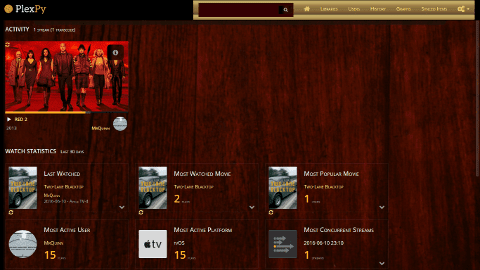 PlexPy
Libraries Users History Graphs Synced Items
ACTIVITY 1 stream (1 transcode)
RED 2
2013 MrQuinn
WATCH STATISTICS Last 30 days
Last Watched
Two-Lane Blacktop
MrQuinn
Most Watched Movie
Two-Lane Blacktop
2 plays
Most Popular Movie
Two-Lane Blacktop
1
Most Active User
MrQuinn
15 plays
Most Active Platform
tvOS
15 plays
Most Concurrent Streams
2016-06-10 23:10
1